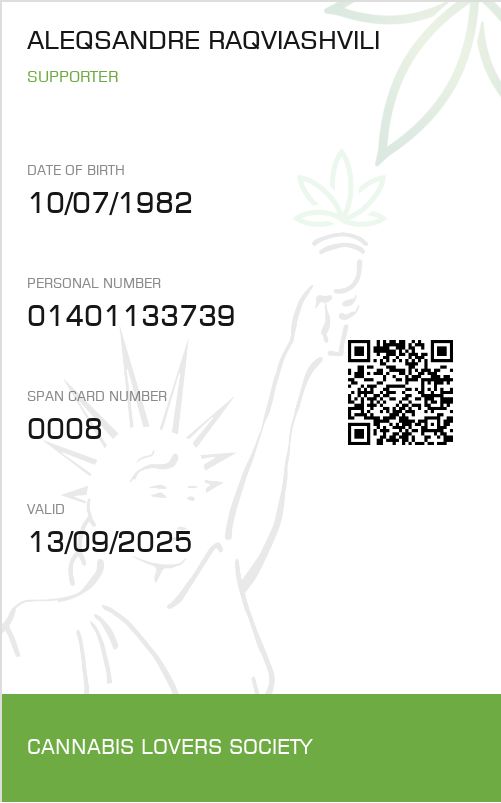 ALEQSANDRE RAQVIASHVILI
SUPPORTER
DATE OF BIRTH
10/07/1982
PERSONAL NUMBER
01401133739
SPAN CARD NUMBER
0008
VALID
13/09/2025
CANNABIS LOVERS SOCIETY